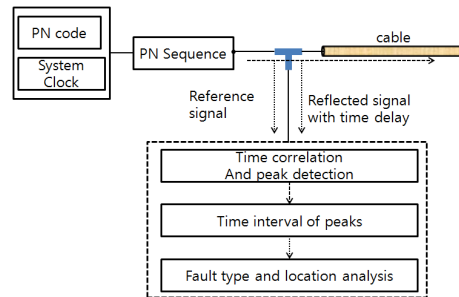 PN code
System
Clock
PN Sequence
cable
Reference
signal
Reflected signal
with time delay
Time correlation
And peak detection
Time interval of peaks
Fault type and location analysis